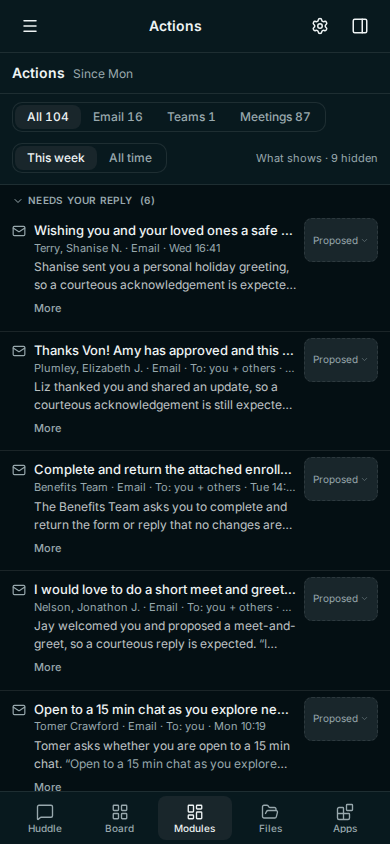 Actions
Actions Since Mon
All 104 Email 16 Teams 1 Meetings 87
This week All time What shows · 9 hidden
NEEDS YOUR REPLY (6)
Wishing you and your loved ones a safe ...
Proposed
Terry, Shanise N. · Email · Wed 16:41
Shanise sent you a personal holiday greeting,
so a courteous acknowledgement is expecte...
More
Thanks Von! Amy has approved and this ...
Proposed
Plumley, Elizabeth J. · Email · To: you + others · ...
Liz thanked you and shared an update, so a
courteous acknowledgement is still expecte...
More
Complete and return the attached enroll...
Proposed
Benefits Team · Email · To: you + others · Tue 14:...
The Benefits Team asks you to complete and
return the form or reply that no changes are...
More
I would love to do a short meet and greet...
Proposed
Nelson, Jonathon J. · Email · To: you + others · ...
Jay welcomed you and proposed a meet-and-
greet, so a courteous reply is expected. “I...
More
Open to a 15 min chat as you explore ne...
Proposed
Tomer Crawford · Email · To: you · Mon 10:19
Tomer asks whether you are open to a 15 min
chat. “Open to a 15 min chat as you explore...
More
Huddle Board Modules Files Apps